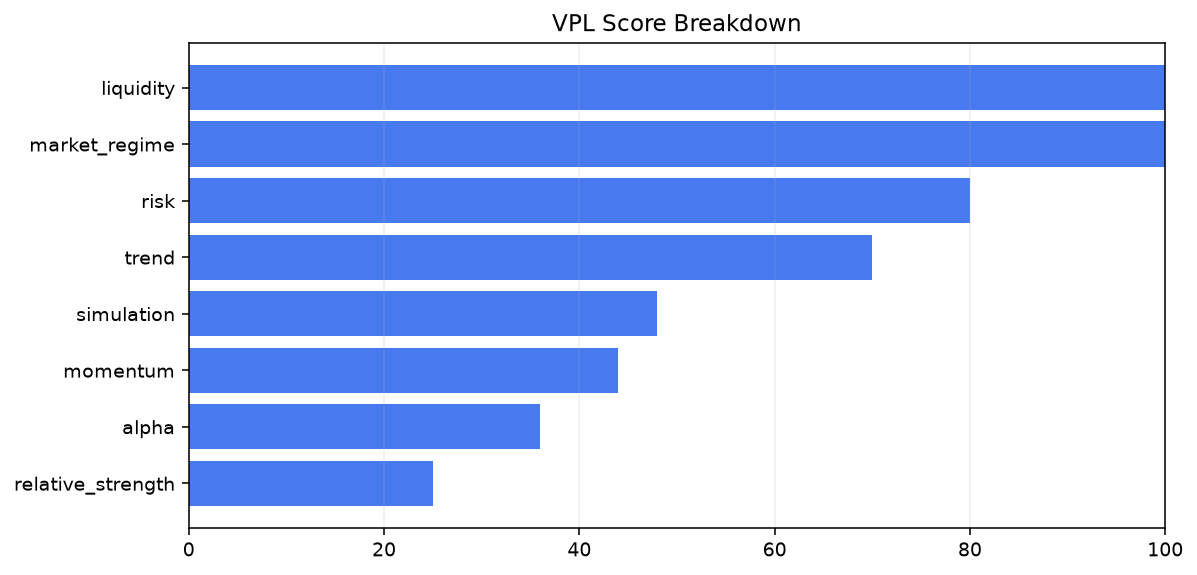 VPL Score Breakdown
liquidity
market_regime
risk
trend
simulation
momentum
alpha
relative_strength
0 20 40 60 80 100